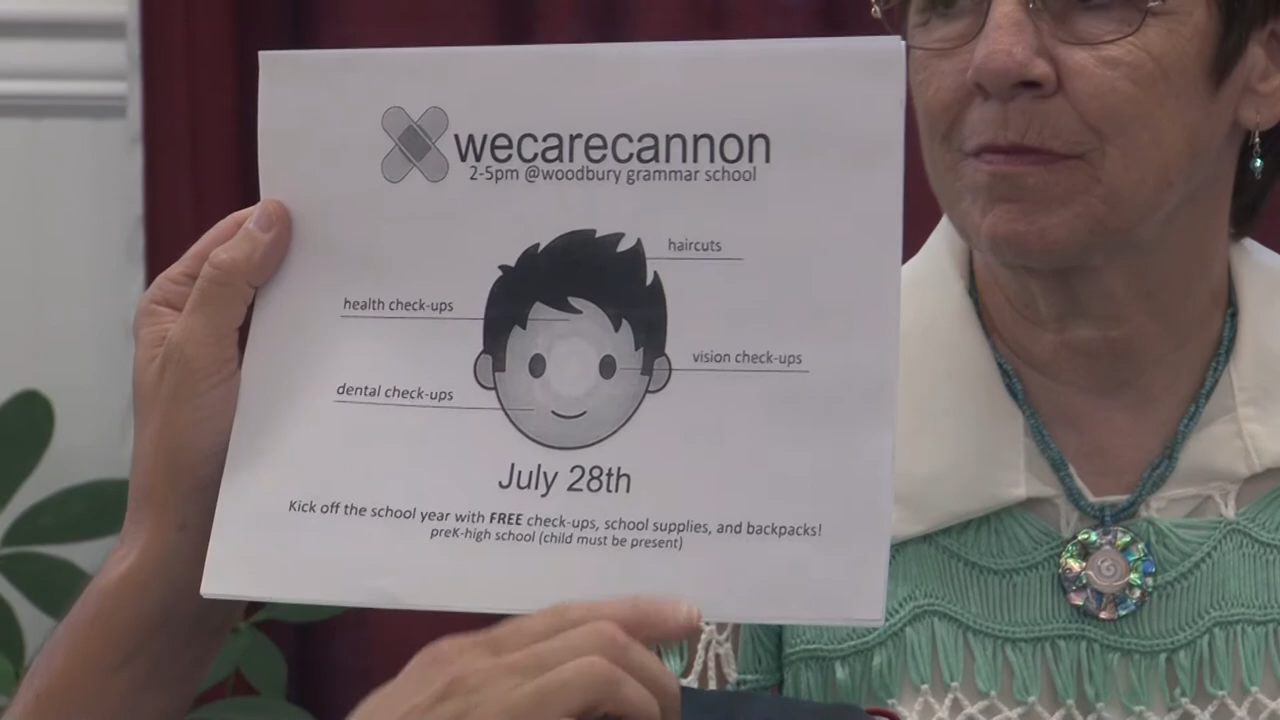 wecarecannon
2-5pm @woodbury grammar school
haircuts
health check-ups
vision check-ups
dental check-ups
July 28th
Kick off the school year with FREE check-ups, school supplies, and backpacks!
preK-high school (child must be present)